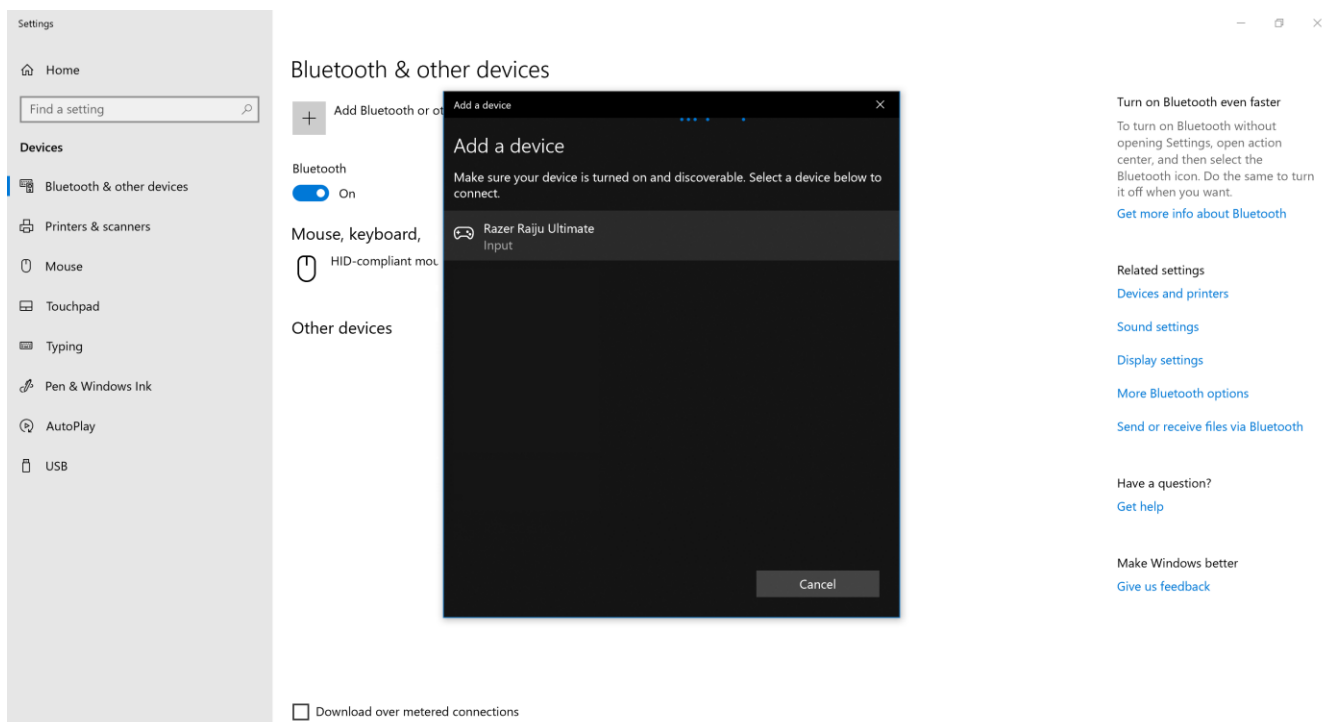 Settings
Home
Find a setting
Devices
Bluetooth & other devices
Printers & scanners
Mouse
Touchpad
Typing
Pen & Windows Ink
AutoPlay
USB
Bluetooth & other devices
Add Bluetooth or ot
Bluetooth
On
Mouse, keyboard,
HID-compliant mou
Other devices
Download over metered connections
Add a device
Add a device
Make sure your device is turned on and discoverable. Select a device below to
connect.
Razer Raiju Ultimate
Input
Cancel
Turn on Bluetooth even faster
To turn on Bluetooth without
opening Settings, open action
center, and then select the
Bluetooth icon. Do the same to turn
it off when you want.
Get more info about Bluetooth
Related settings
Devices and printers
Sound settings
Display settings
More Bluetooth options
Send or receive files via Bluetooth
Have a question?
Get help
Make Windows better
Give us feedback